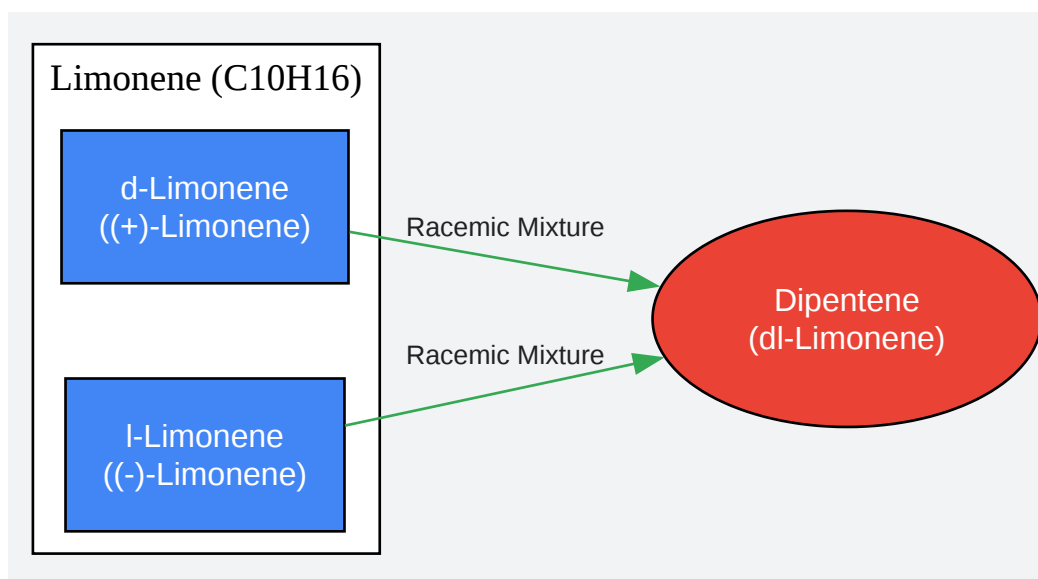 Limonene (C10H16)
d-Limonene
((+)-Limonene)
Racemic Mixture
Dipentene
(dl-Limonene)
Racemic Mixture
l-Limonene
((-)-Limonene)